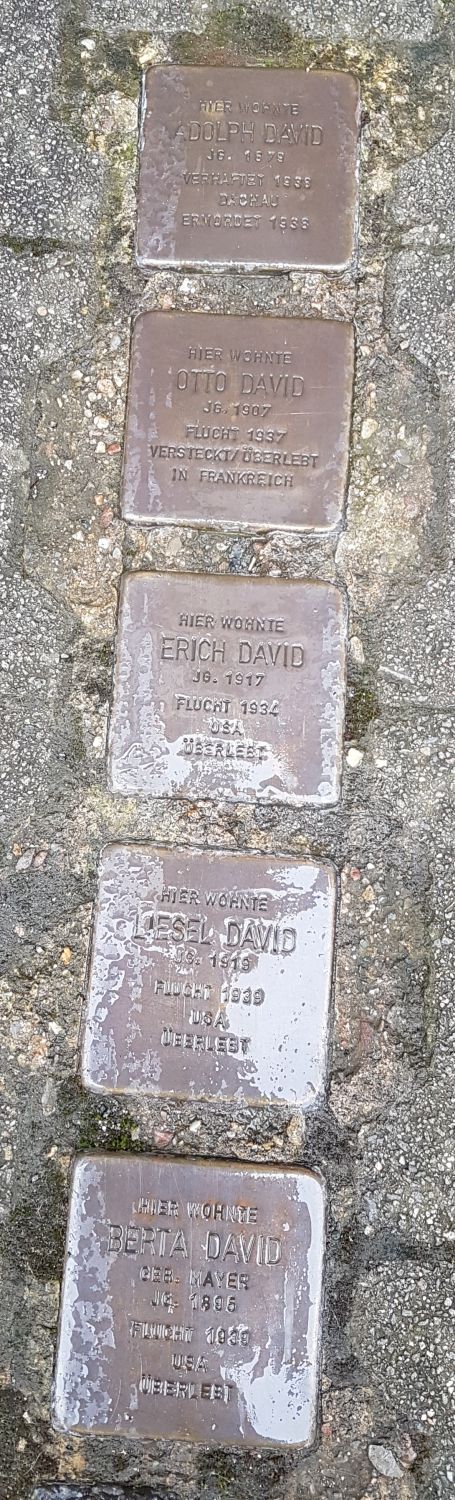 HIER WOHNTE
ADOLPH DAVID
JG. 1879
VERHAFTET 1938
DACHAU
ERMORDET 1938
HIER WOHNTE
OTTO DAVID
JG. 1907
FLUCHT 1937
VERSTECKT/ÜBERLEBT
IN FRANKREICH
HIER WOHNTE
ERICH DAVID
JG. 1917
FLUCHT 1934
USA
ÜBERLEBT
HIER WOHNTE
LIESEL DAVID
JG. 1919
FLUCHT 1939
USA
ÜBERLEBT
HIER WOHNTE
BERTA DAVID
GEB. MAYER
JG. 1895
FLUCHT 1939
USA
ÜBERLEBT